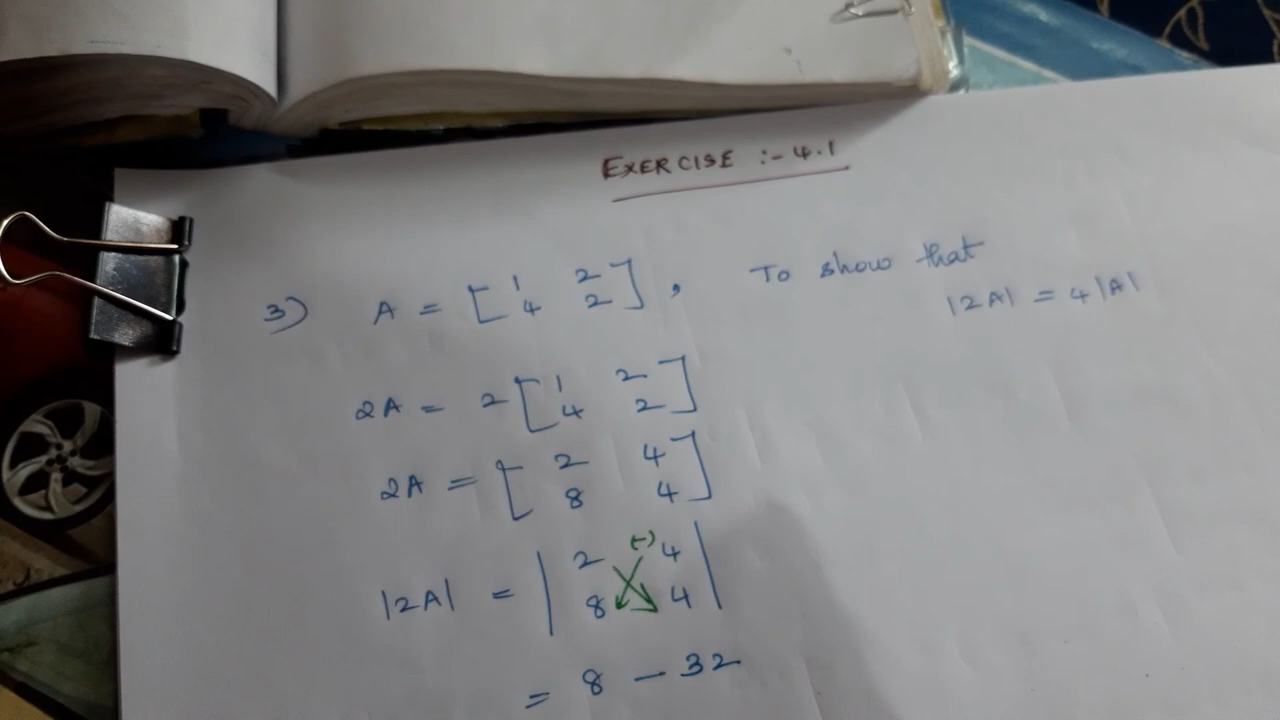 EXERCISE :- 4.1
3) A = [ 1 2
4 2 ] , To show that
|2A| = 4|A|
2A = 2 [ 1 2
4 2 ]
2A = [ 2 4
8 4 ]
|2A| = | 2 (-) 4
8 4 |
= 8 - 32